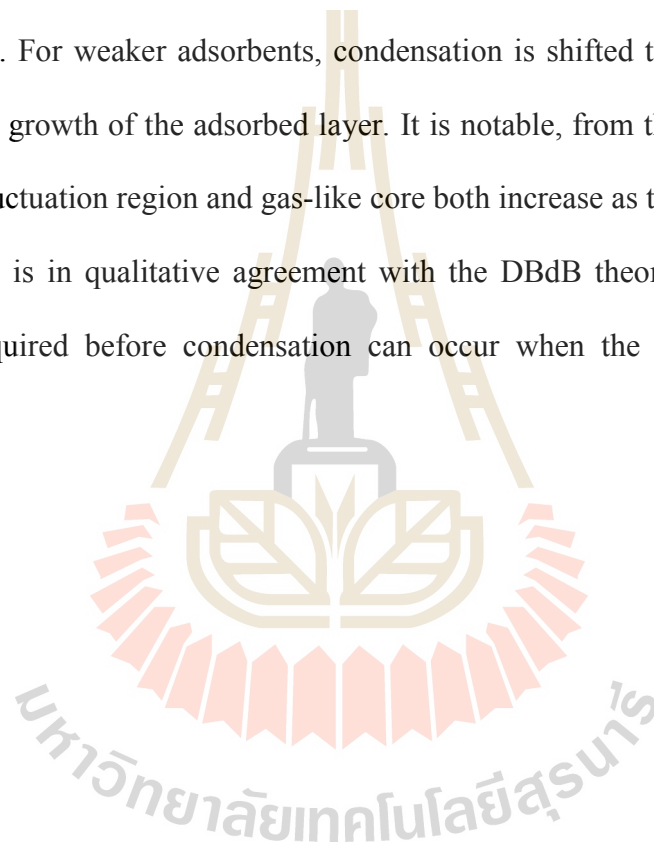 . For weaker adsorbents, condensation is shifted t
growth of the adsorbed layer. It is notable, from t
uctuation region and gas-like core both increase as t
is in qualitative agreement with the DBdB theor
quired before condensation can occur when the
มหาวิทยาลัยเทคโนโลยีสุรนารี